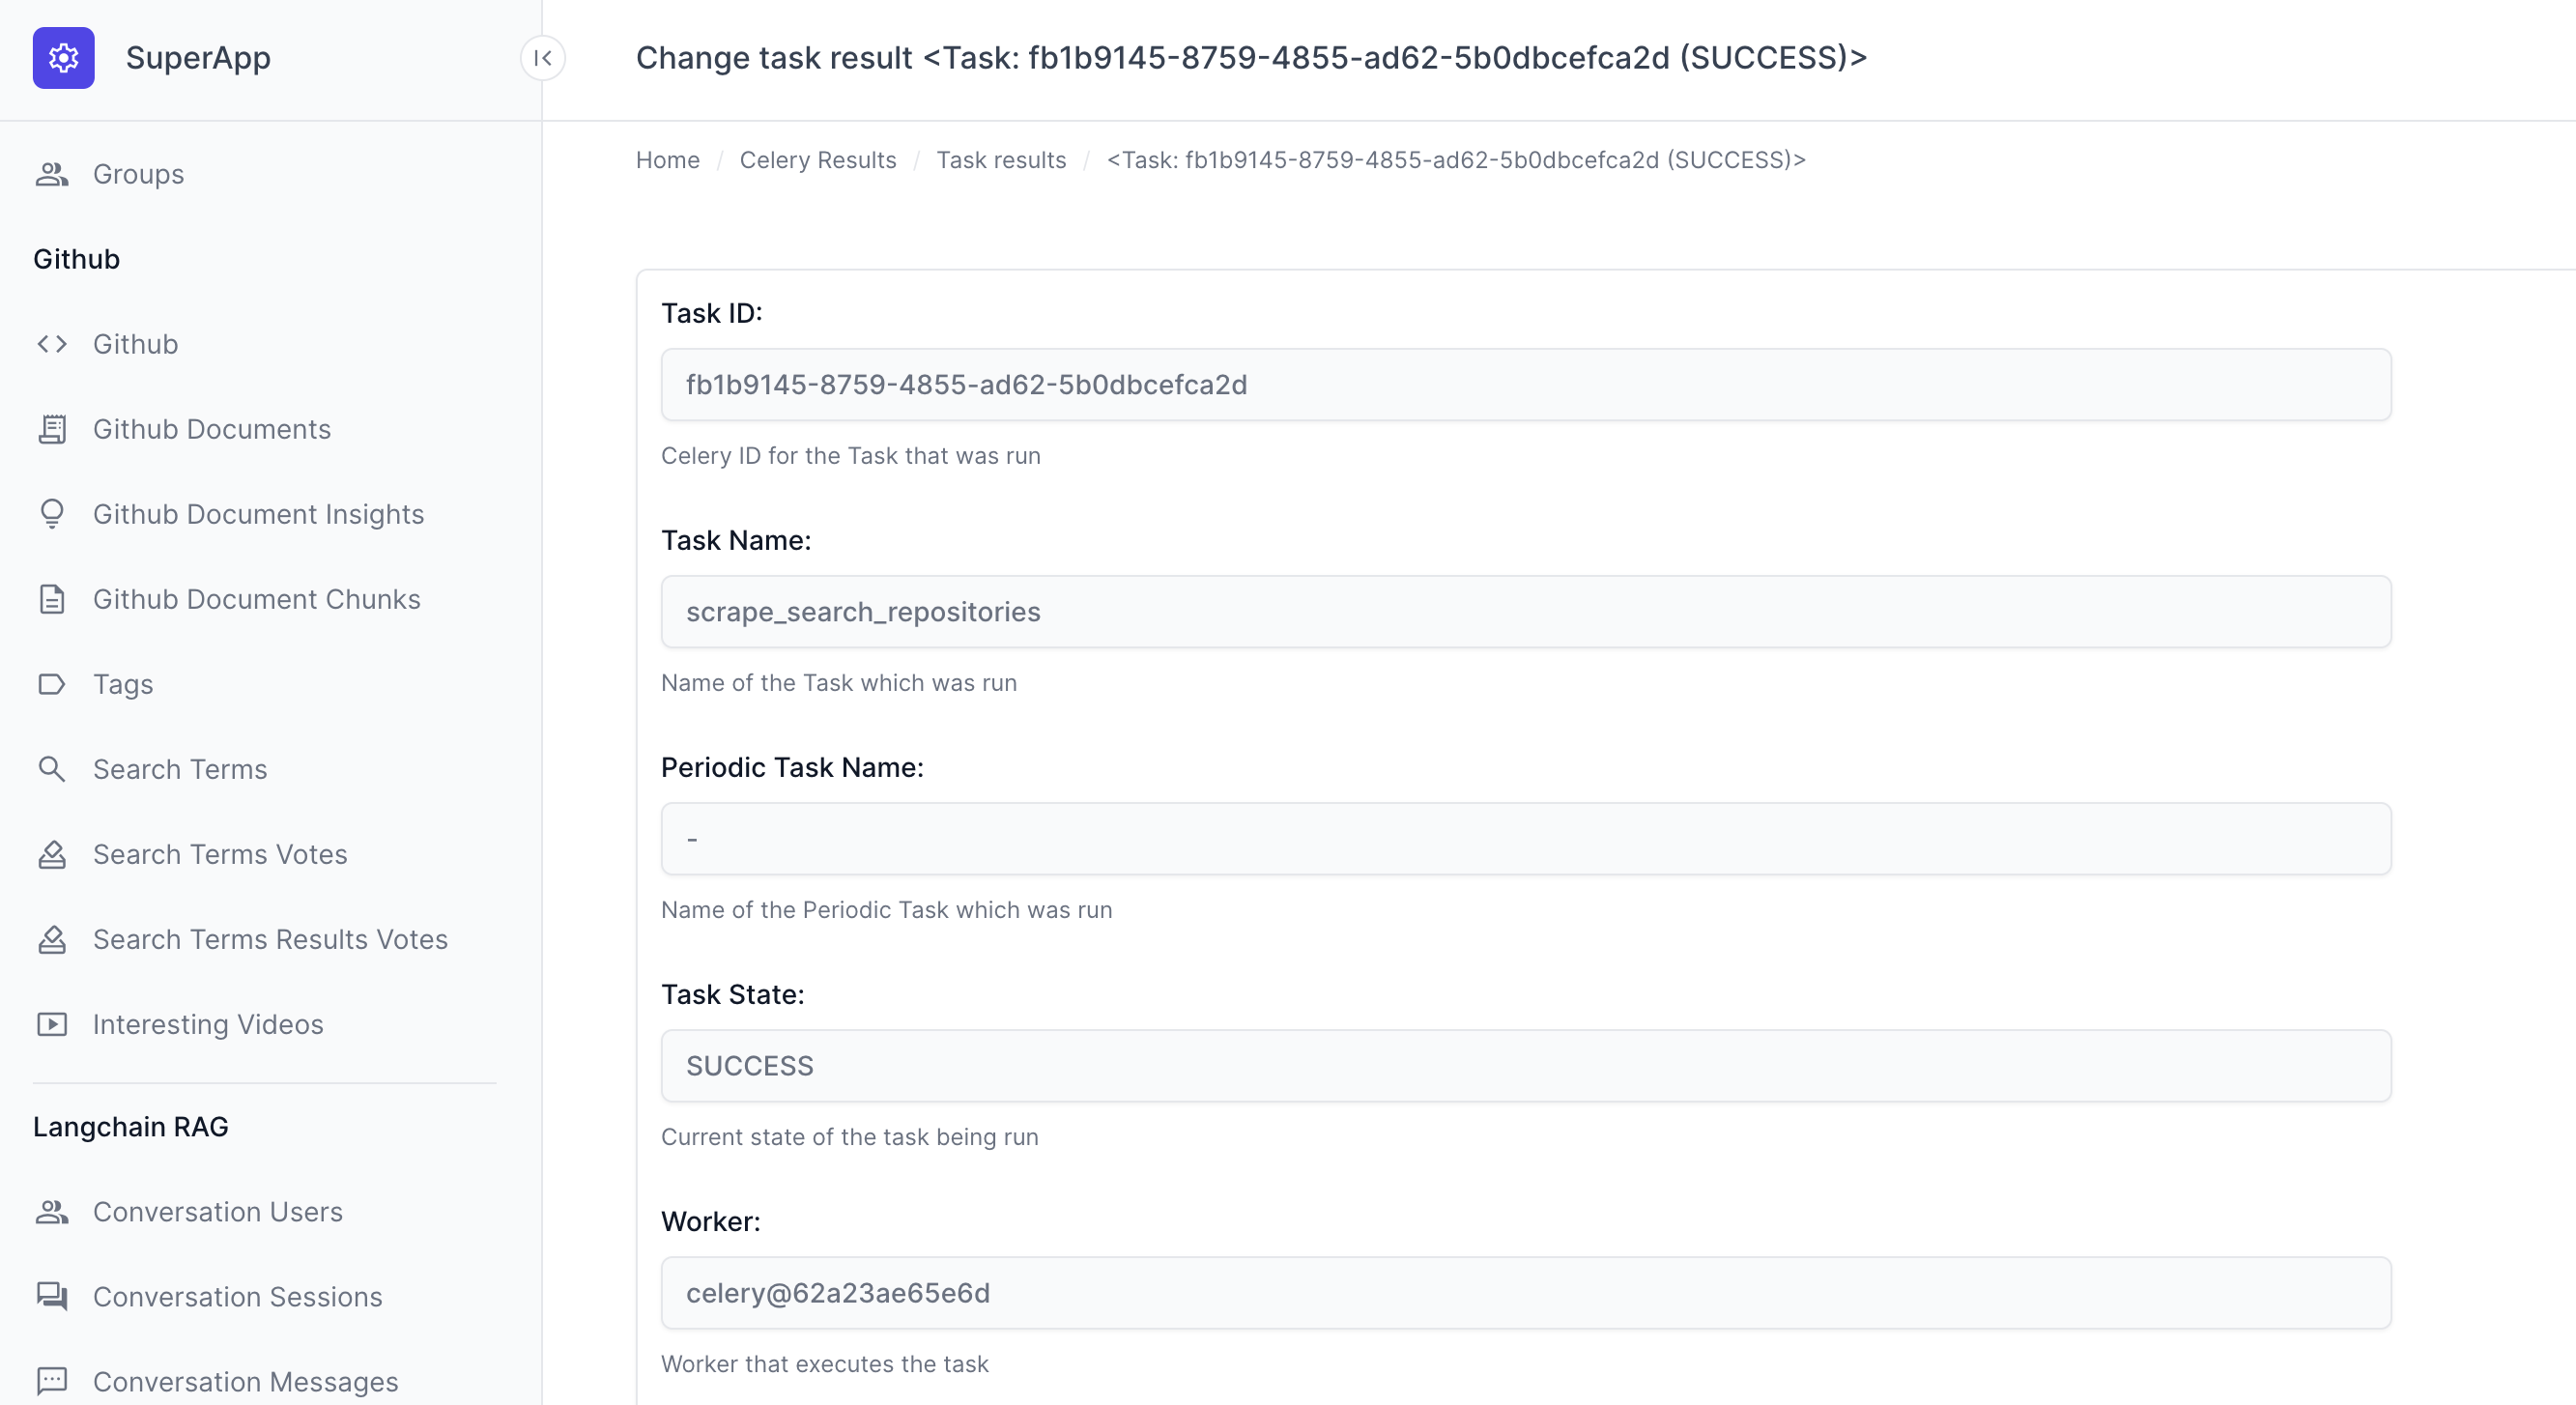 SuperApp
Groups
Github
Github
Github Documents
Github Document Insights
Github Document Chunks
Tags
Search Terms
Search Terms Votes
Search Terms Results Votes
Interesting Videos
Langchain RAG
Conversation Users
Conversation Sessions
Conversation Messages
Change task result <Task: fb1b9145-8759-4855-ad62-5b0dbcefca2d (SUCCESS)>
Home / Celery Results / Task results / <Task: fb1b9145-8759-4855-ad62-5b0dbcefca2d (SUCCESS)>
Task ID:
fb1b9145-8759-4855-ad62-5b0dbcefca2d
Celery ID for the Task that was run
Task Name:
scrape_search_repositories
Name of the Task which was run
Periodic Task Name:
-
Name of the Periodic Task which was run
Task State:
SUCCESS
Current state of the task being run
Worker:
celery@62a23ae65e6d
Worker that executes the task